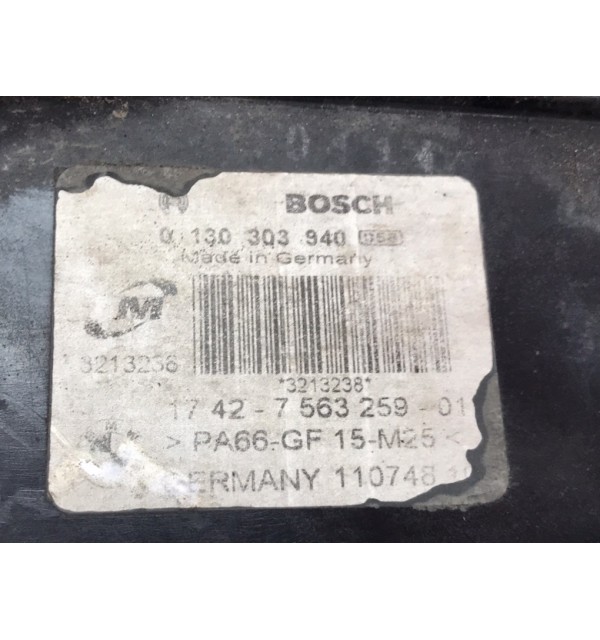 BOSCH
0 130 303 940
Made in Germany
M
3213238
*3213238*
17 42 - 7 563 259 - 01
> PA66-GF 15-M25 <
ERMANY 110748